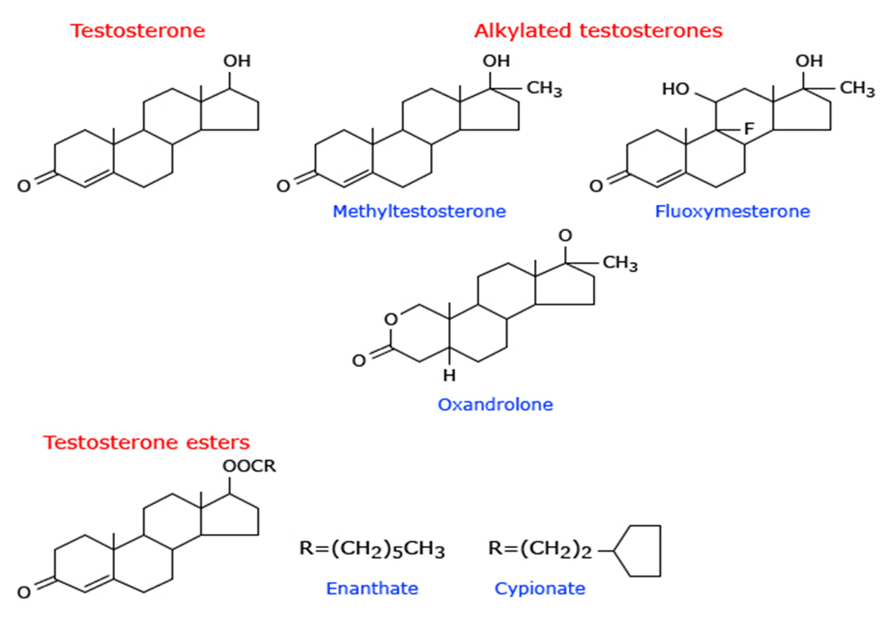 Testosterone
Alkylated testosterones
OH
O
OH
CH3
O
Methyltestosterone
OH
CH3
HO
F
O
Fluoxymesterone
O
CH3
O
O
H
Oxandrolone
Testosterone esters
OOCR
O
R=(CH2)5CH3
Enanthate
R=(CH2)2
Cypionate